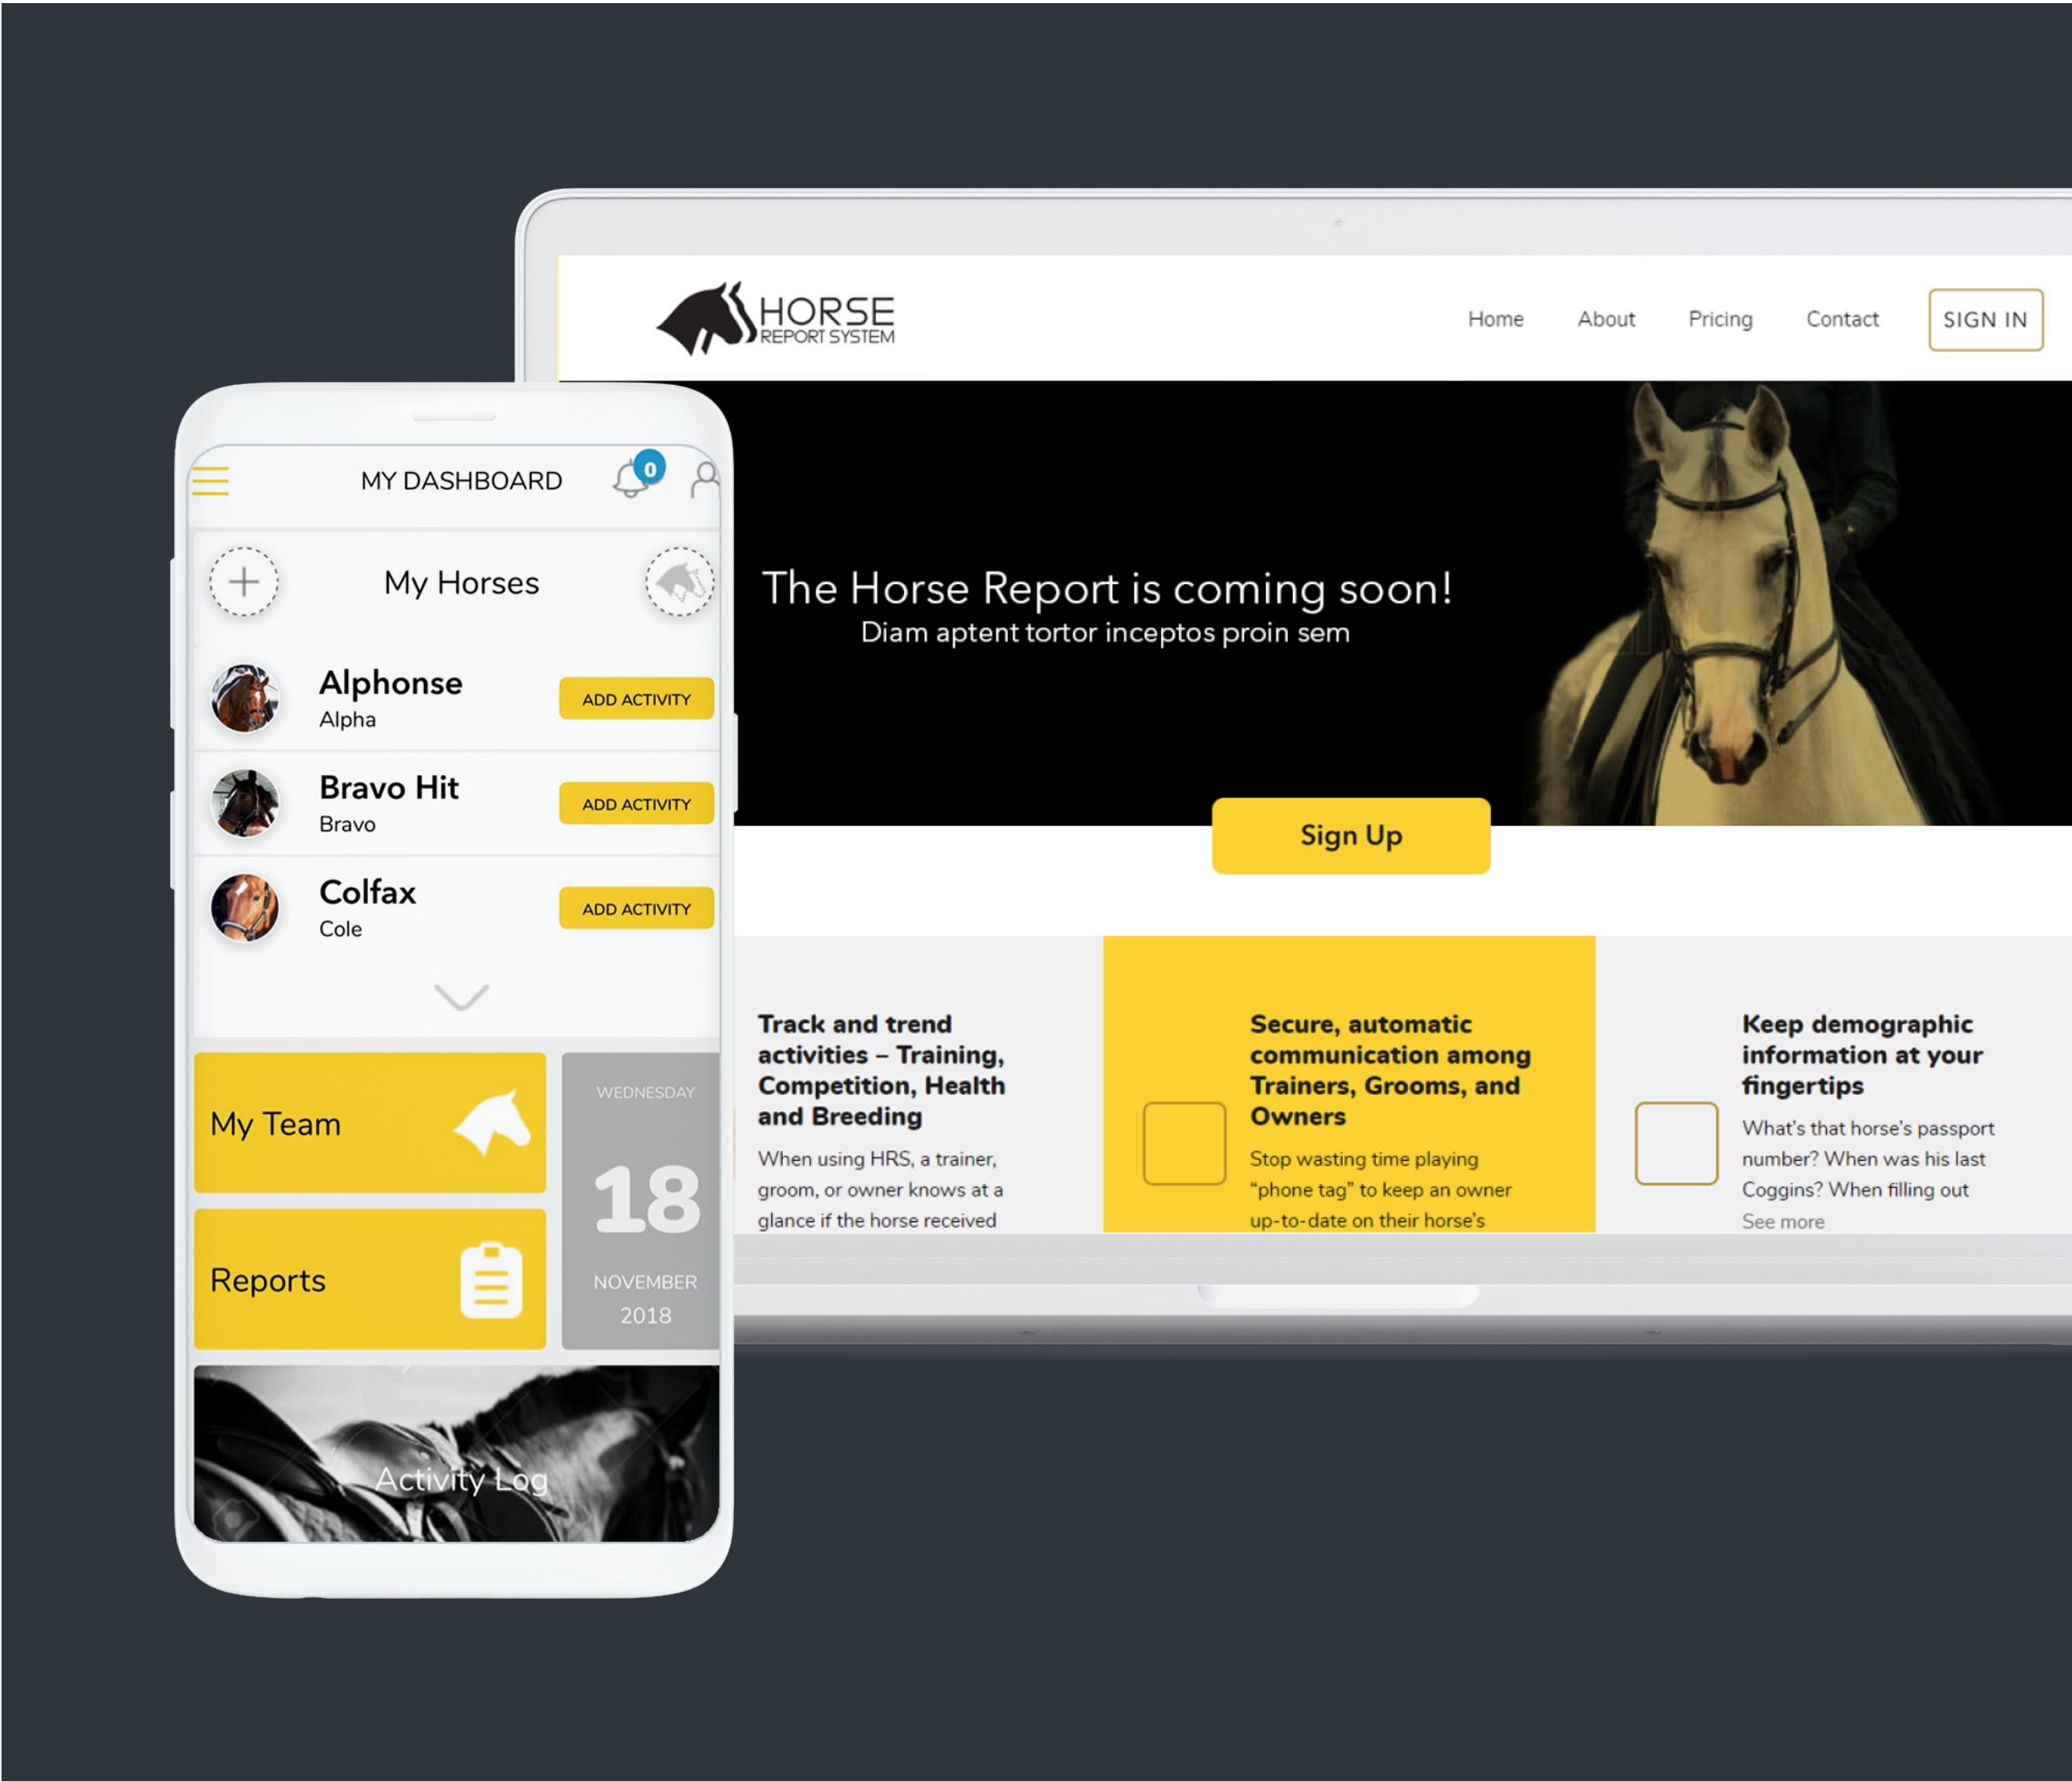 HORSE
REPORT SYSTEM
Home
About
Pricing
Contact
SIGN IN
The Horse Report is coming soon!
Diam aptent tortor inceptos proin sem
Sign Up
Track and trend
activities – Training,
Competition, Health
and Breeding
When using HRS, a trainer,
groom, or owner knows at a
glance if the horse received
Secure, automatic
communication among
Trainers, Grooms, and
Owners
Stop wasting time playing
“phone tag” to keep an owner
up-to-date on their horse’s
Keep demographic
information at your
fingertips
What’s that horse’s passport
number? When was his last
Coggins? When filling out
See more
MY DASHBOARD
0
My Horses
Alphonse
Alpha
ADD ACTIVITY
Bravo Hit
Bravo
ADD ACTIVITY
Colfax
Cole
ADD ACTIVITY
My Team
Reports
WEDNESDAY
18
NOVEMBER
2018
Activity Log